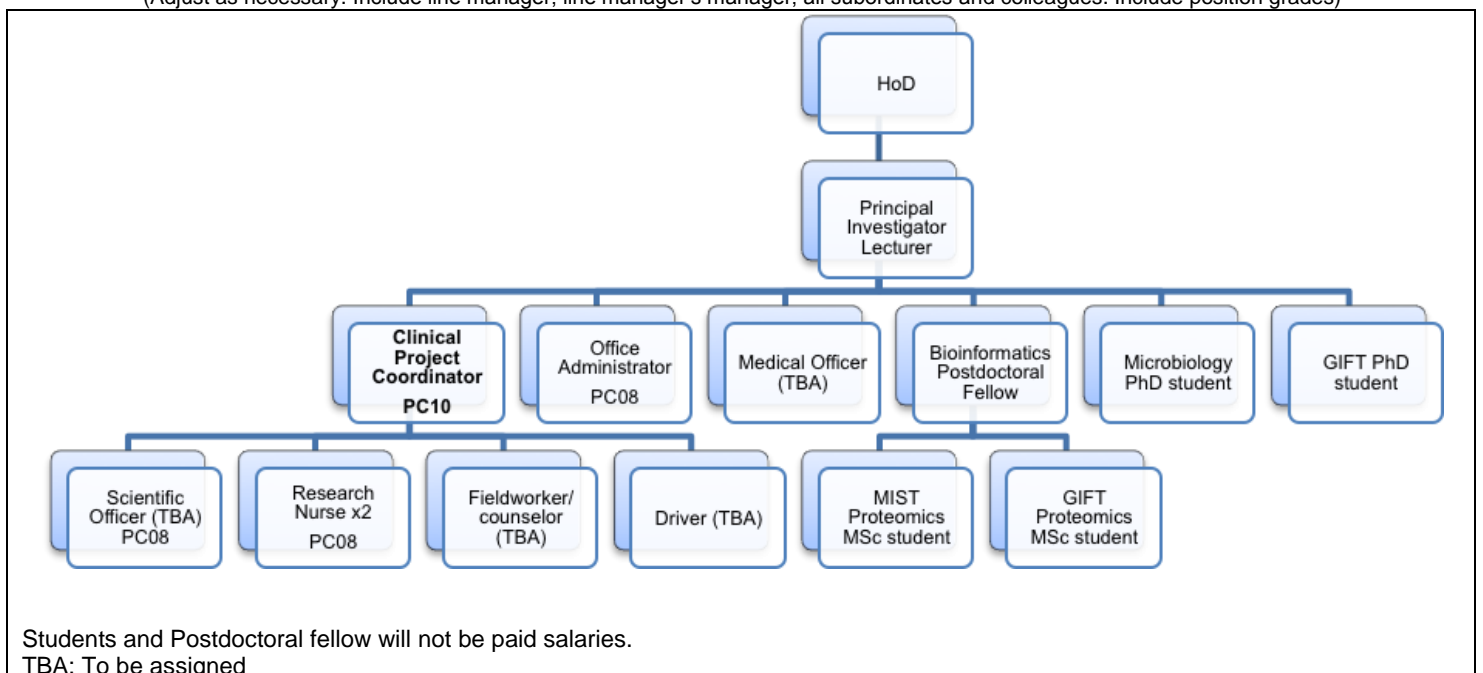 (Adjust as necessary. Include line manager, line manager's manager, all subordinates and colleagues. Include position grades)
HoD
Principal
Investigator
Lecturer
Clinical
Project
Coordinator
PC10
Office
Administrator
PC08
Medical Officer
(TBA)
Bioinformatics
Postdoctoral
Fellow
Microbiology
PhD student
GIFT PhD
student
Scientific
Officer (TBA)
PC08
Research
Nurse x2
PC08
Fieldworker/
counselor
(TBA)
Driver (TBA)
MIST
Proteomics
MSc student
GIFT
Proteomics
MSc student
Students and Postdoctoral fellow will not be paid salaries.
TBA: To be assigned